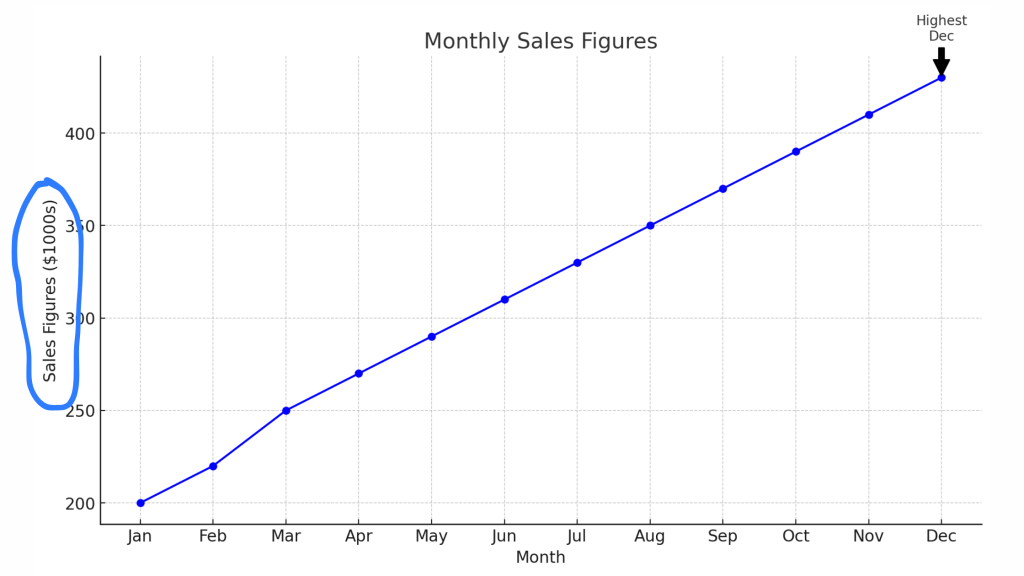 Highest
Dec
Monthly Sales Figures
Sales Figures ($1000s)
400
350
300
250
200
Jan Feb Mar Apr May Jun Jul Aug Sep Oct Nov Dec
Month